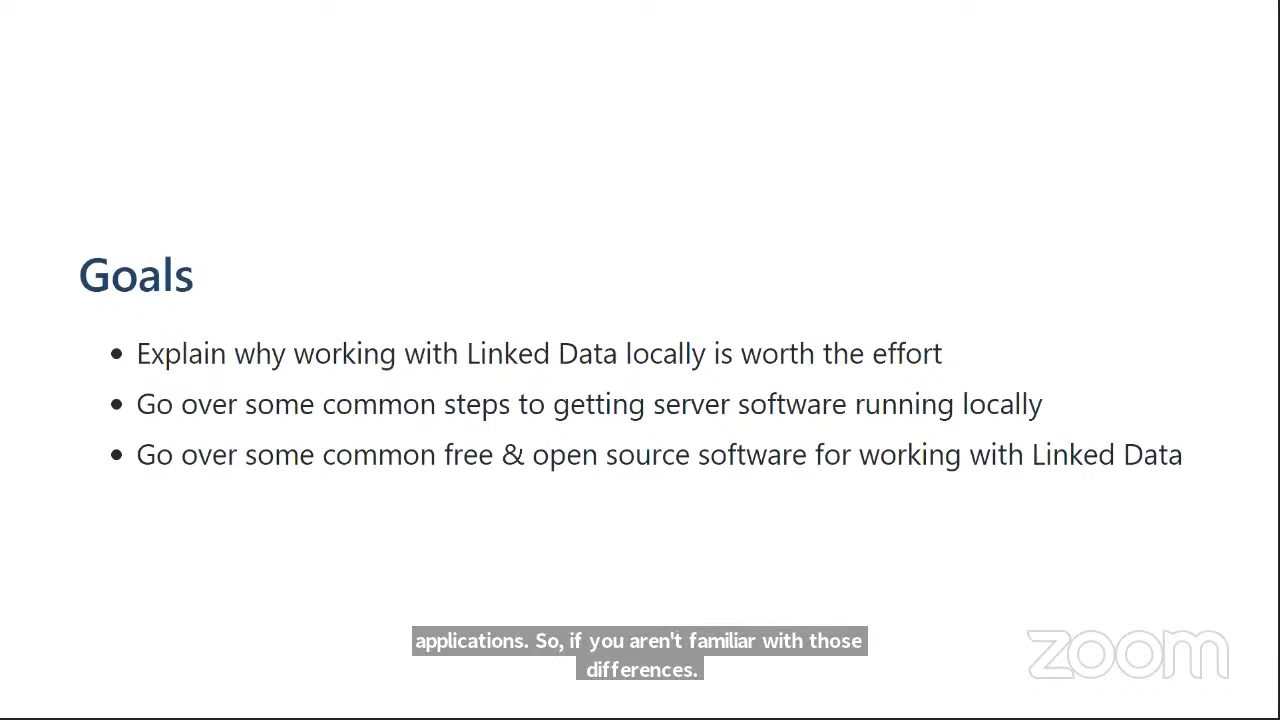 Goals
• Explain why working with Linked Data locally is worth the effort
• Go over some common steps to getting server software running locally
• Go over some common free & open source software for working with Linked Data
applications. So, if you aren't familiar with those
differences.
zoom